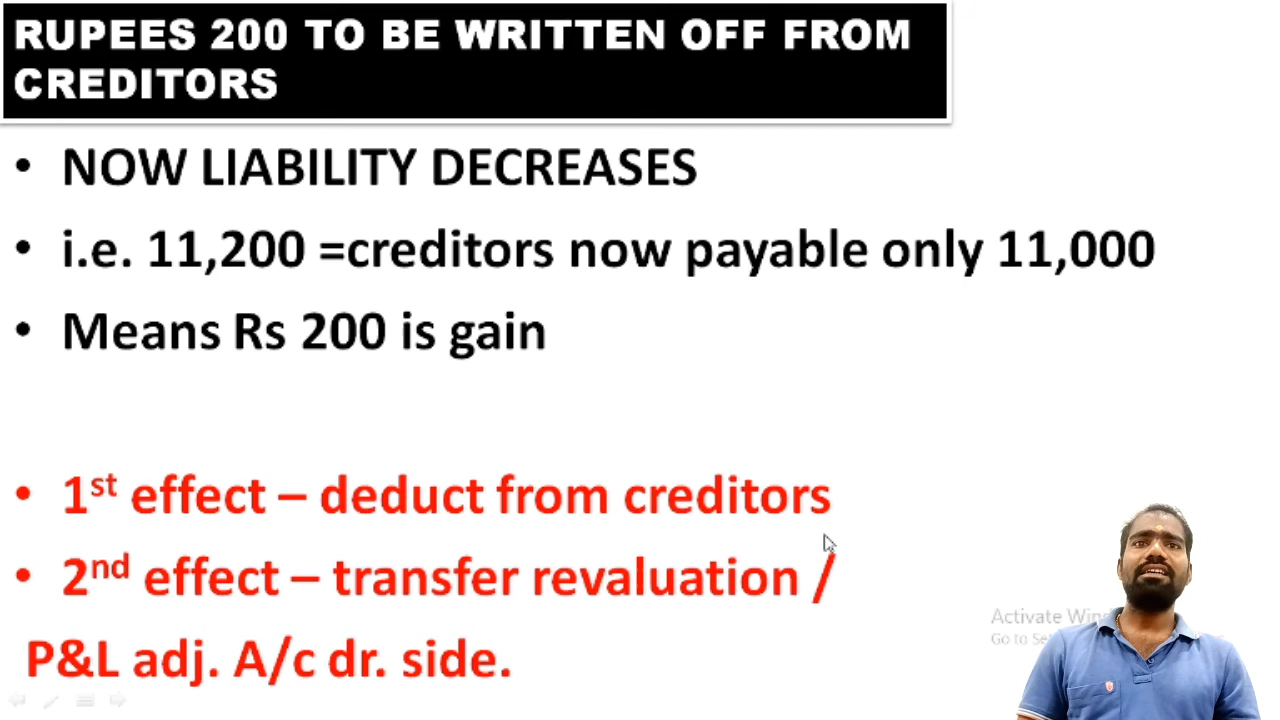 RUPEES 200 TO BE WRITTEN OFF FROM
CREDITORS
• NOW LIABILITY DECREASES
• i.e. 11,200 =creditors now payable only 11,000
• Means Rs 200 is gain
• 1st effect – deduct from creditors
• 2nd effect – transfer revaluation /
P&L adj. A/c dr. side.
Activate
Go to